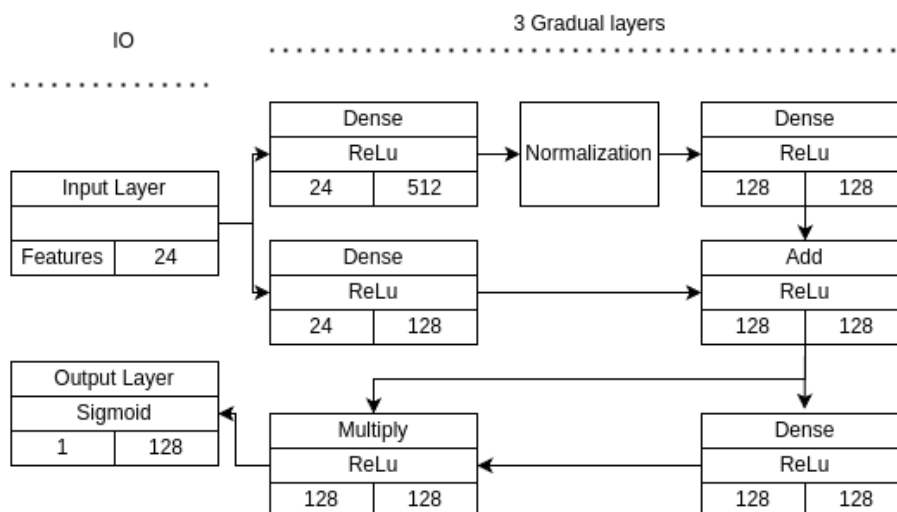 IO
3 Gradual layers
Dense
ReLu
24 512
Normalization
Dense
ReLu
128 128
Input Layer
Features 24
Dense
ReLu
24 128
Add
ReLu
128 128
Output Layer
Sigmoid
1 128
Multiply
ReLu
128 128
Dense
ReLu
128 128